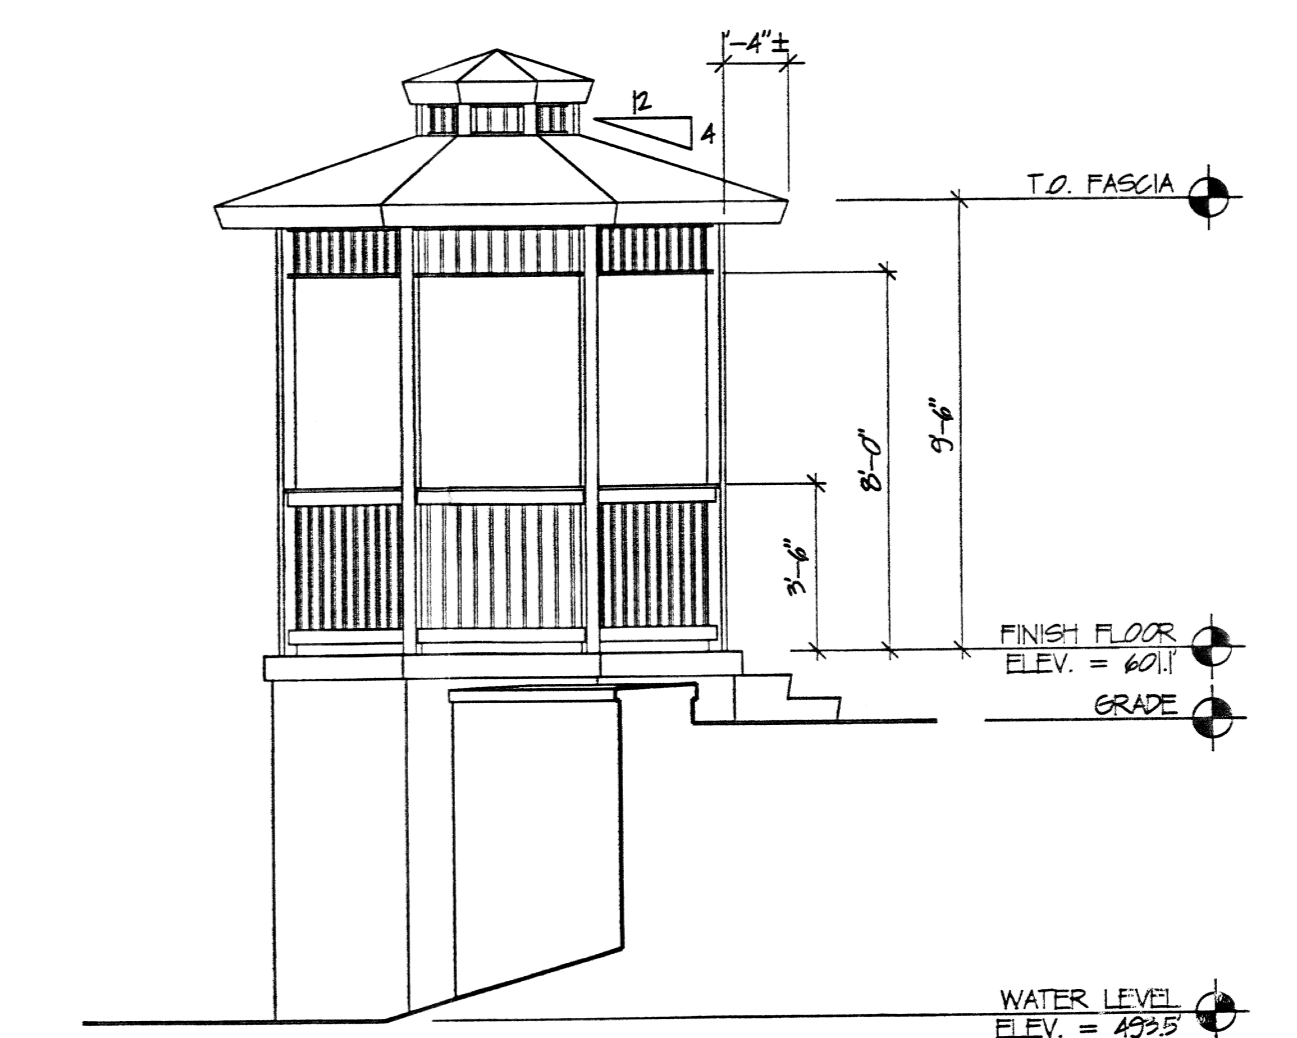 '-4"±
12
4
T.O. FASCIA
9'-6"
8'-0"
3'-6"
FINISH FLOOR
ELEV. = 601.1'
GRADE
WATER LEVEL
ELEV. = 493.5'